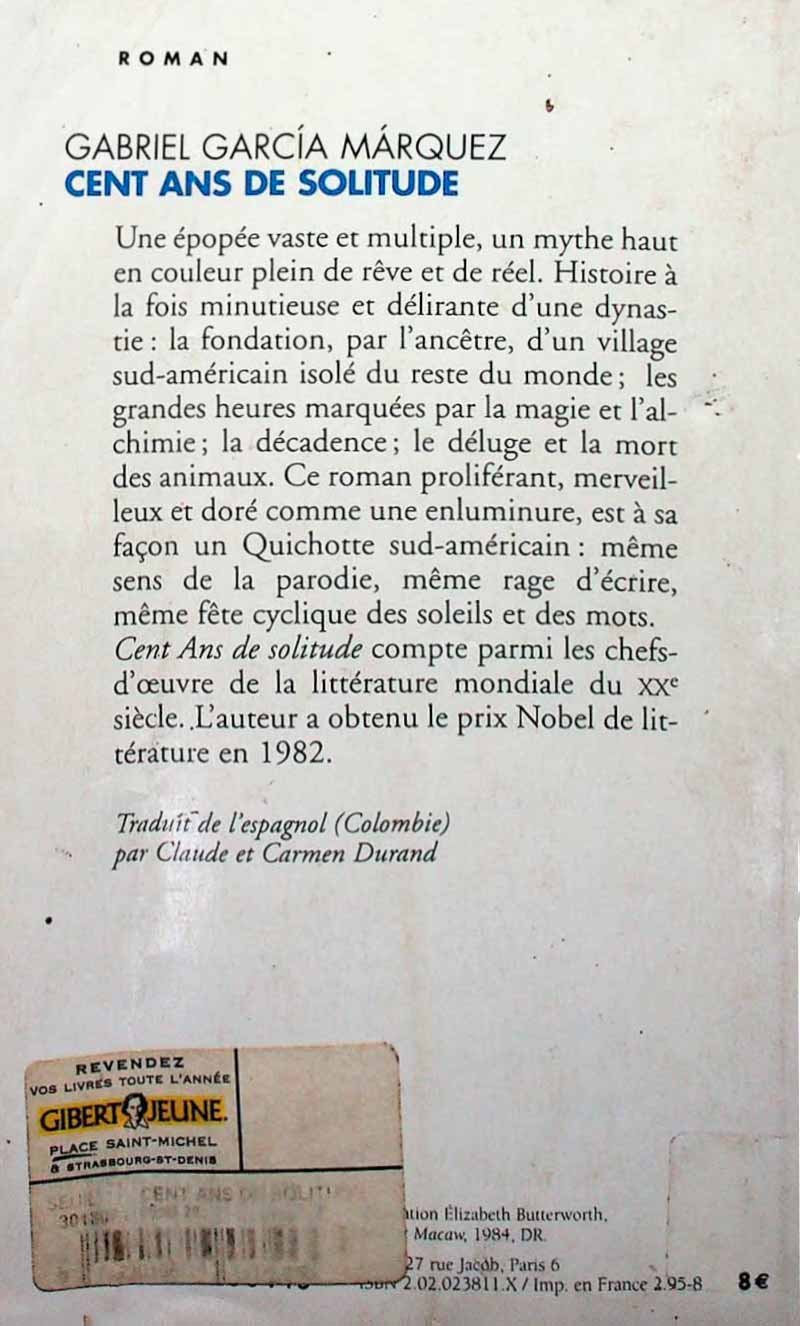 ROMAN
GABRIEL GARCÍA MÁRQUEZ
CENT ANS DE SOLITUDE
Une épopée vaste et multiple, un mythe haut
en couleur plein de rêve et de réel. Histoire à
la fois minutieuse et délirante d'une dynas-
tie : la fondation, par l'ancêtre, d'un village
sud-américain isolé du reste du monde ; les
grandes heures marquées par la magie et l'al-
chimie ; la décadence ; le déluge et la mort
des animaux. Ce roman proliférant, merveil-
leux et doré comme une enluminure, est à sa
façon un Quichotte sud-américain : même
sens de la parodie, même rage d'écrire,
même fête cyclique des soleils et des mots.
Cent Ans de solitude compte parmi les chefs-
d'œuvre de la littérature mondiale du XXe
siècle. L'auteur a obtenu le prix Nobel de lit-
térature en 1982.
Traduit de l'espagnol (Colombie)
par Claude et Carmen Durand
REVENDEZ
VOS LIVRES TOUTE L'ANNÉE
GIBERT JEUNE.
PLACE SAINT-MICHEL
& STRASBOURG-ST-DENIS
CENT ANS DE SOLITU
Élizabeth Butterworth,
Macaw, 1984, DR.
27 rue Jacob, Paris 6
ISBN 2.02.023811.X / Imp. en France 2.95-8 8€